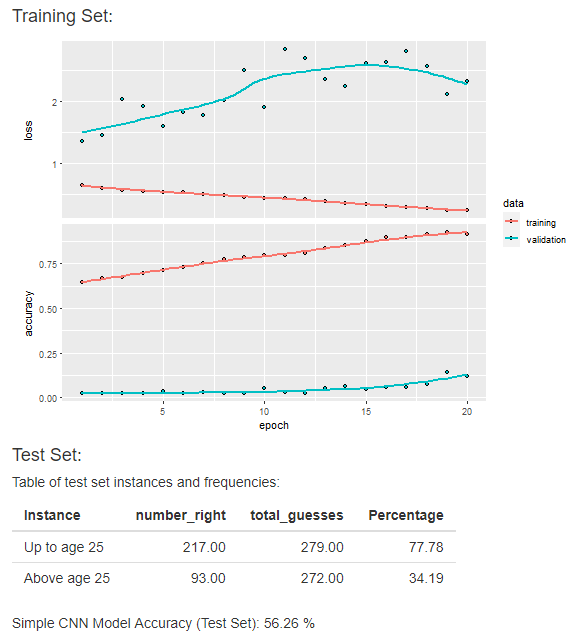 Training Set:
loss
2
1
accuracy
0.75
0.50
0.25
0.00
5 10 15 20
epoch
data
training
validation
Test Set:
Table of test set instances and frequencies:
Instance number_right total_guesses Percentage
Up to age 25 217.00 279.00 77.78
Above age 25 93.00 272.00 34.19
Simple CNN Model Accuracy (Test Set): 56.26 %